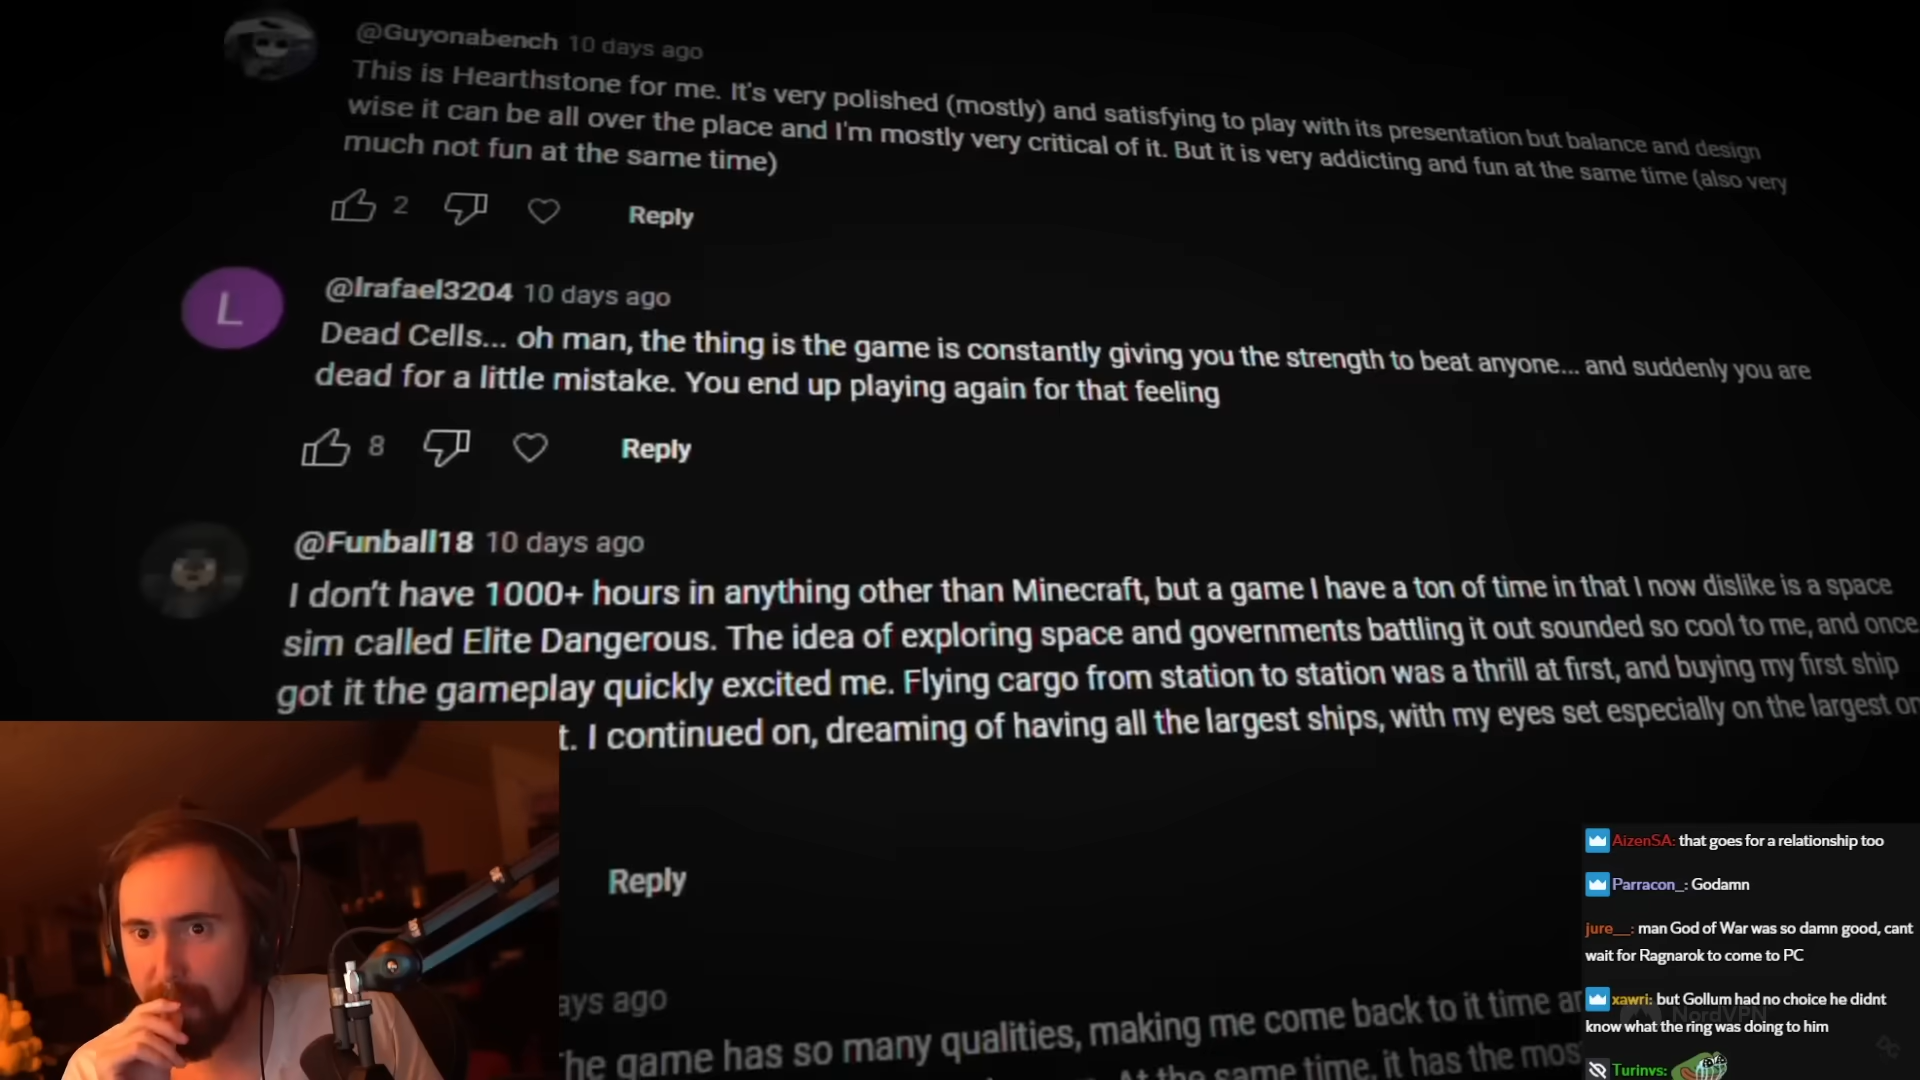 @Guyonabench 10 days ago
This is Hearthstone for me. It's very polished (mostly) and satisfying to play with its presentation but balance and design
wise it can be all over the place and I'm mostly very critical of it. But it is very addicting and fun at the same time (also very
much not fun at the same time)
2 Reply
L
@lrafael3204 10 days ago
Dead Cells... oh man, the thing is the game is constantly giving you the strength to beat anyone... and suddenly you are
dead for a little mistake. You end up playing again for that feeling
8 Reply
@Funball18 10 days ago
I don't have 1000+ hours in anything other than Minecraft, but a game I have a ton of time in that I now dislike is a space
sim called Elite Dangerous. The idea of exploring space and governments battling it out sounded so cool to me, and once
got it the gameplay quickly excited me. Flying cargo from station to station was a thrill at first, and buying my first ship
t. I continued on, dreaming of having all the largest ships, with my eyes set especially on the largest
Reply
ays ago
he game has so many qualities, making me come back to it time
At the same time, it has the
AizenSA: that goes for a relationship too
Parracon_: Godamn
jure__: man God of War was so damn good, cant
wait for Ragnarok to come to PC
xawri: but Gollum had no choice he didnt
know what the ring was doing to him
NordVPN
Turinvs: